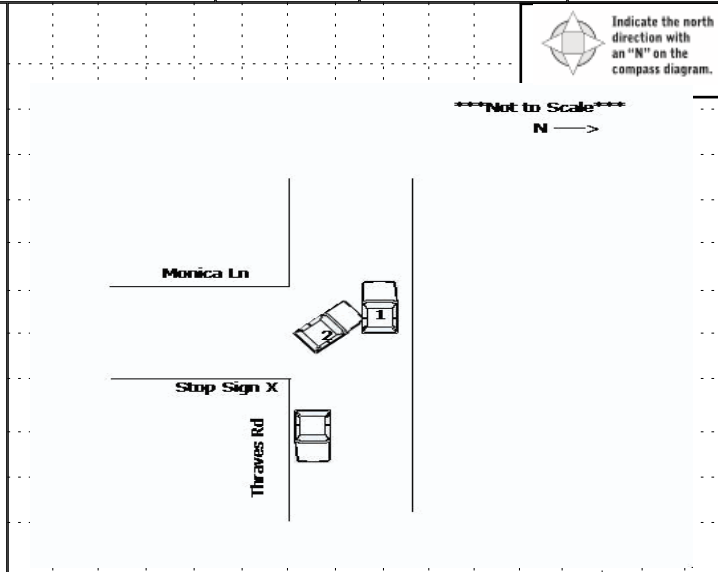 Indicate the north
direction with
an “N” on the
compass diagram.
***Not to Scale***
N -->
Monica Ln
1
2
Stop Sign X
Thraves Rd